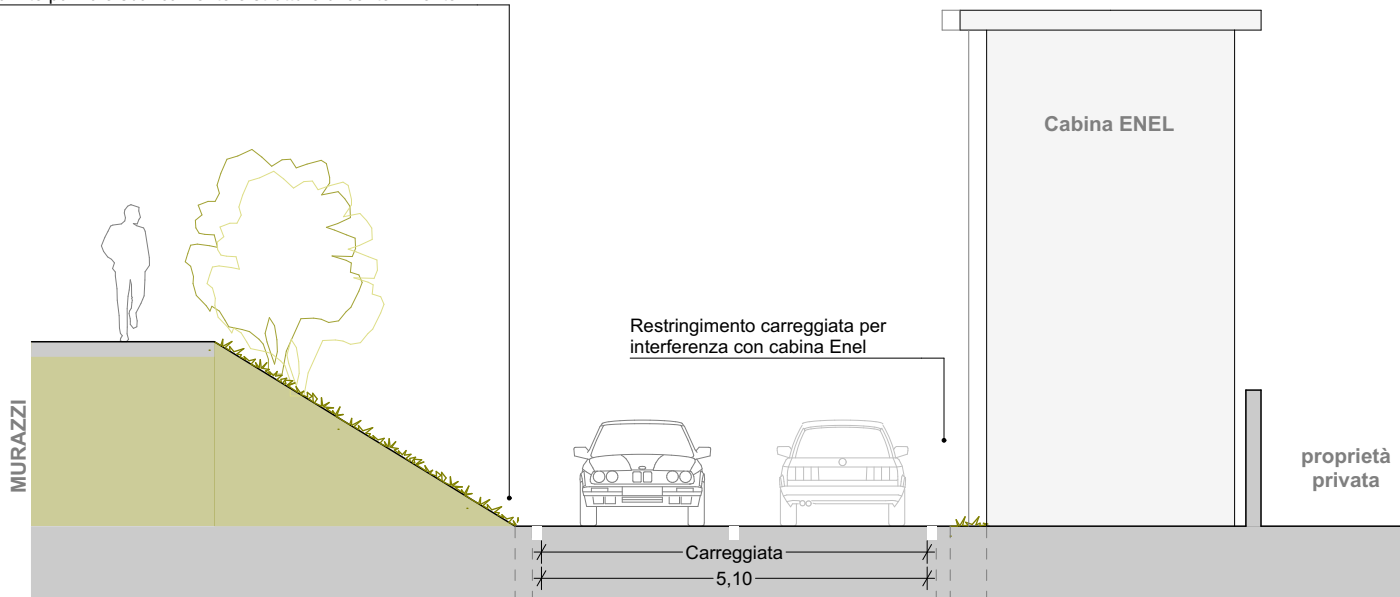 Cabina ENEL
Restringimento carreggiata per
interferenza con cabina Enel
MURAZZI
proprietà
privata
Carreggiata
5,10